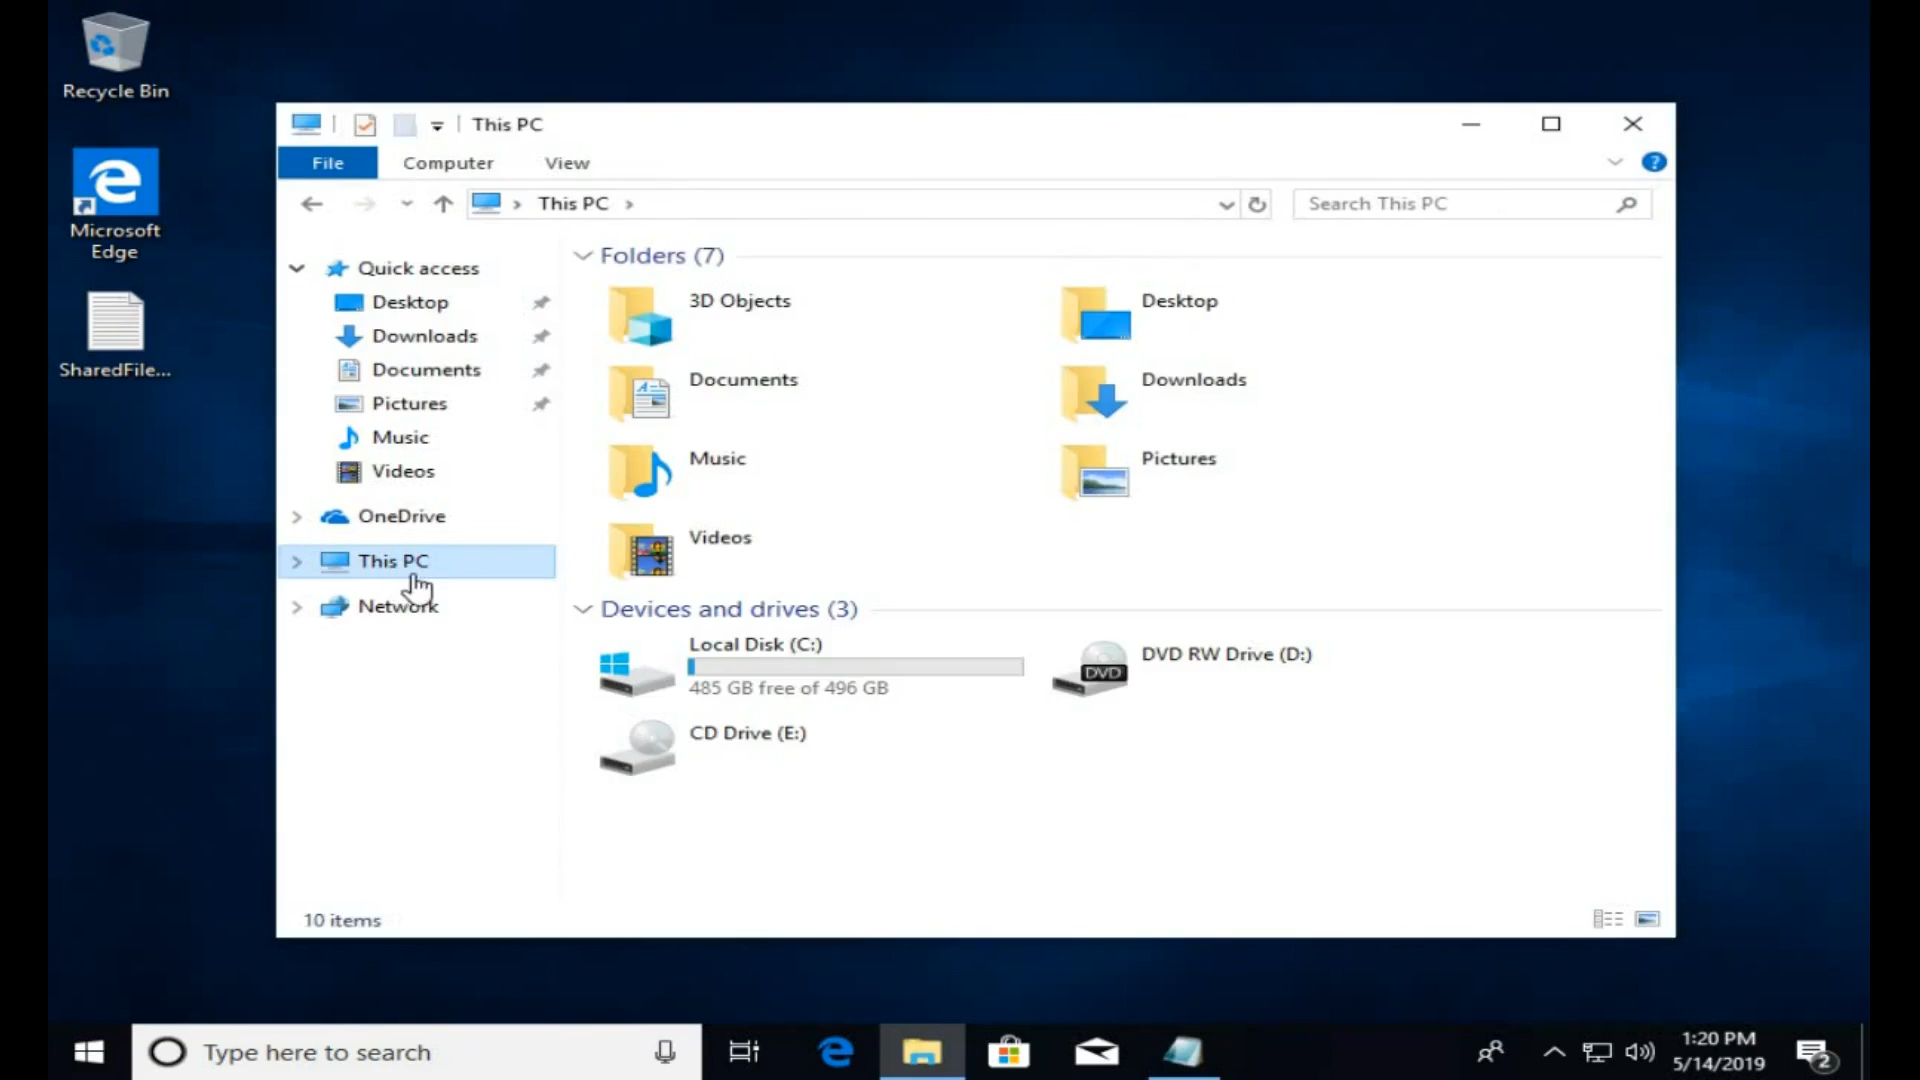 Recycle Bin
Microsoft
Edge
SharedFile...
This PC
File
Computer
View
This PC
Search This PC
Quick access
Desktop
Downloads
Documents
Pictures
Music
Videos
OneDrive
This PC
Network
Folders (7)
3D Objects
Desktop
Documents
Downloads
Music
Pictures
Videos
Devices and drives (3)
Local Disk (C:)
485 GB free of 496 GB
DVD
DVD RW Drive (D:)
CD Drive (E:)
10 items
Type here to search
1:20 PM
5/14/2019
2